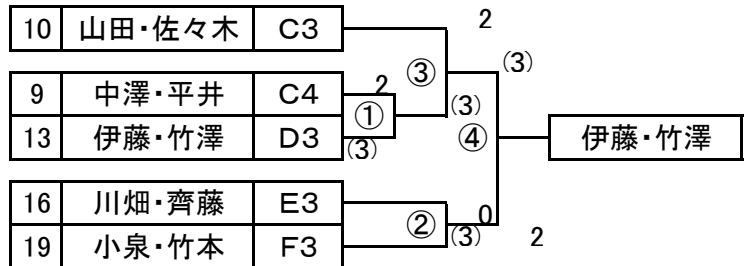 10 山田・佐々木 C3 2
(3)
9 中澤・平井 C4 2 ③
13 伊藤・竹澤 D3 (3) ① (3) ④ 伊藤・竹澤
16 川畑・齊藤 E3 0
19 小泉・竹本 F3 ② (3) 2